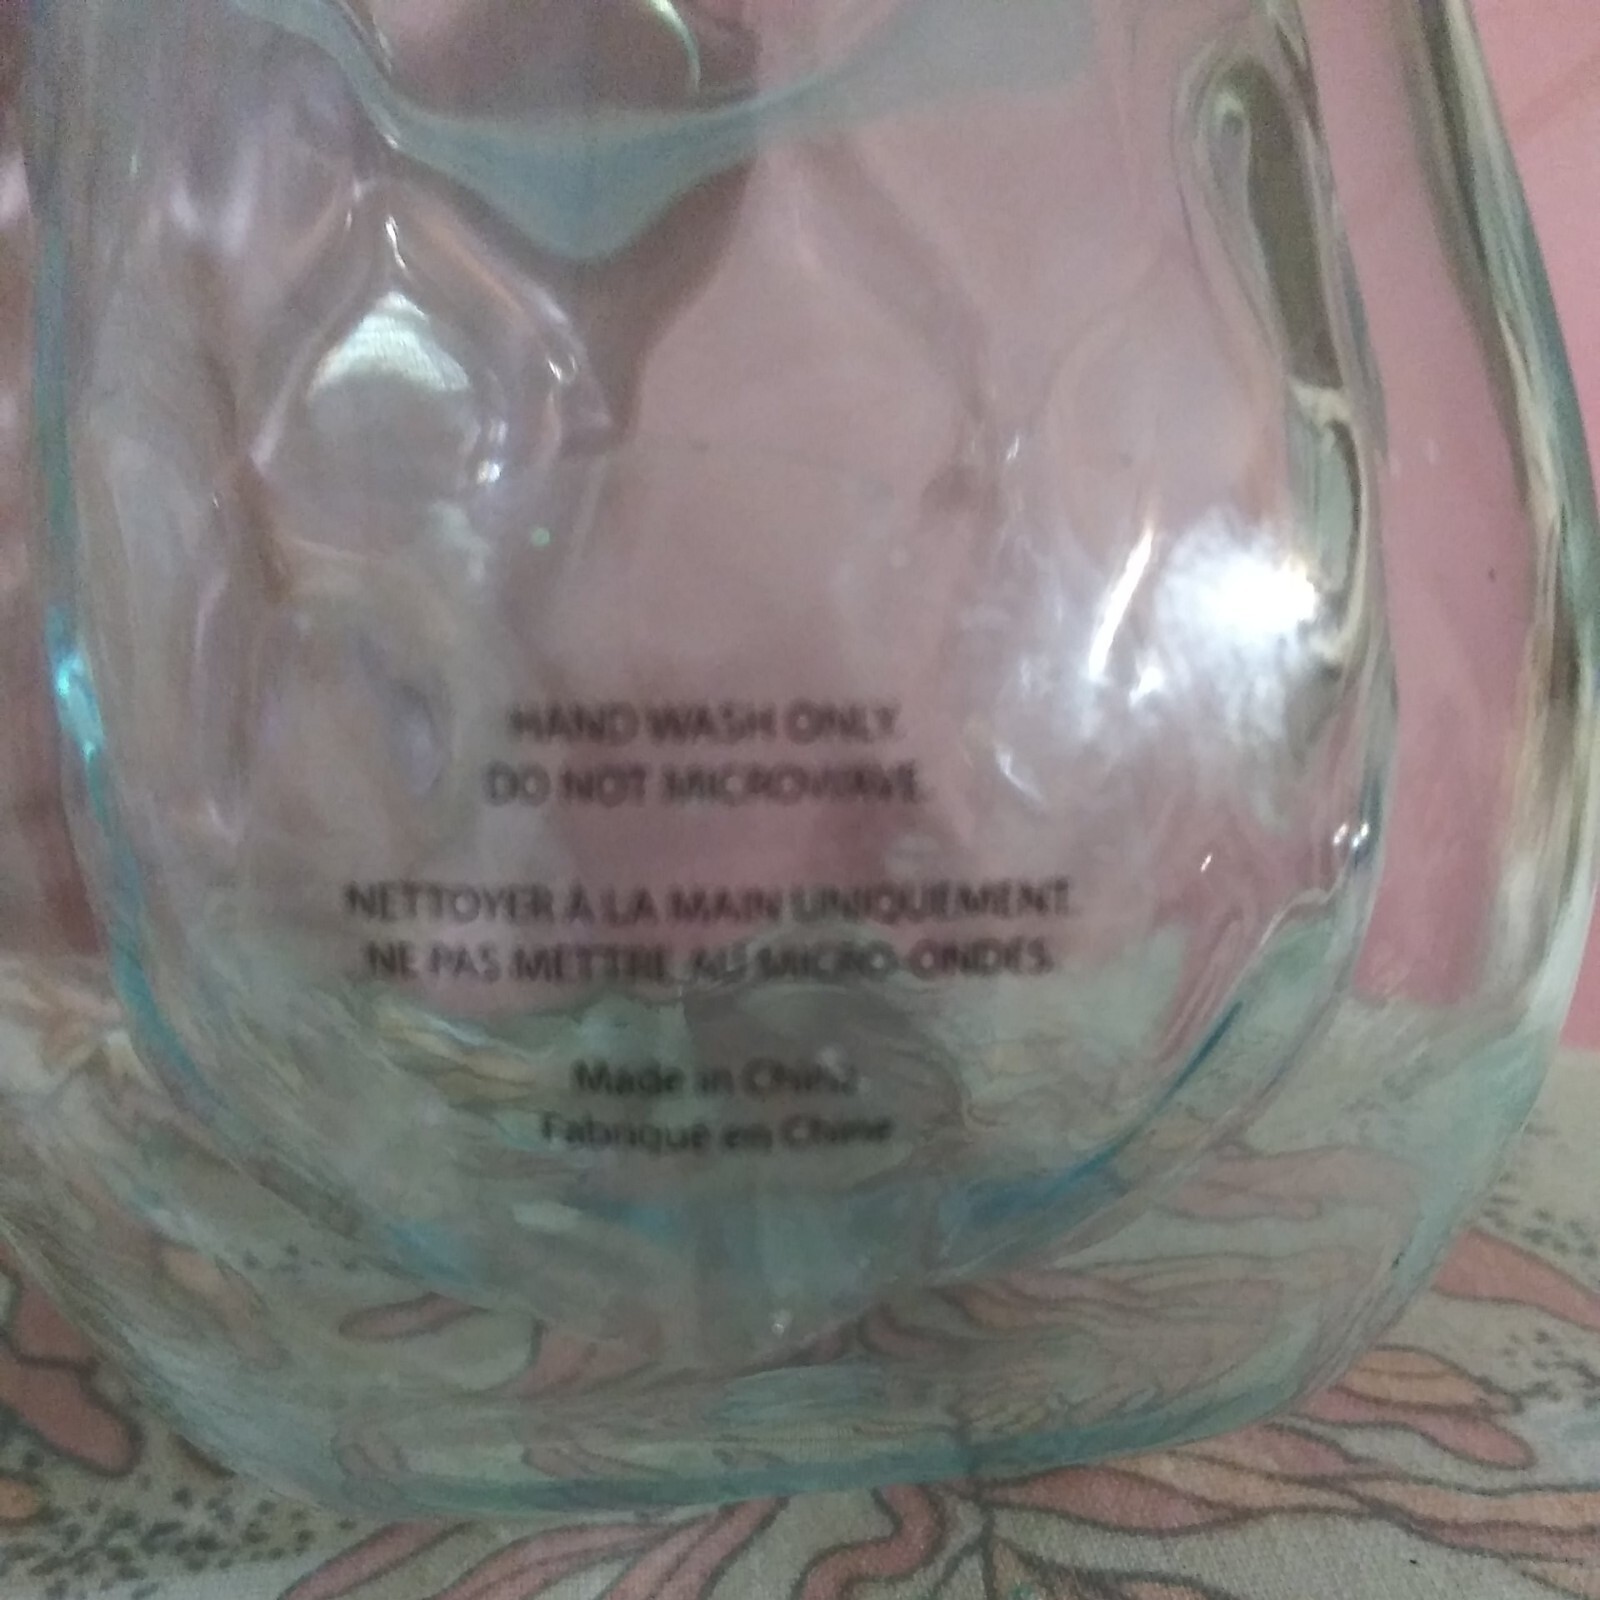 HAND WASH ONLY.
DO NOT MICROWAVE.
NETTOYER À LA MAIN UNIQUEMENT.
NE PAS METTRE AU MICRO-ONDES.
Made in China
Fabriqué en Chine